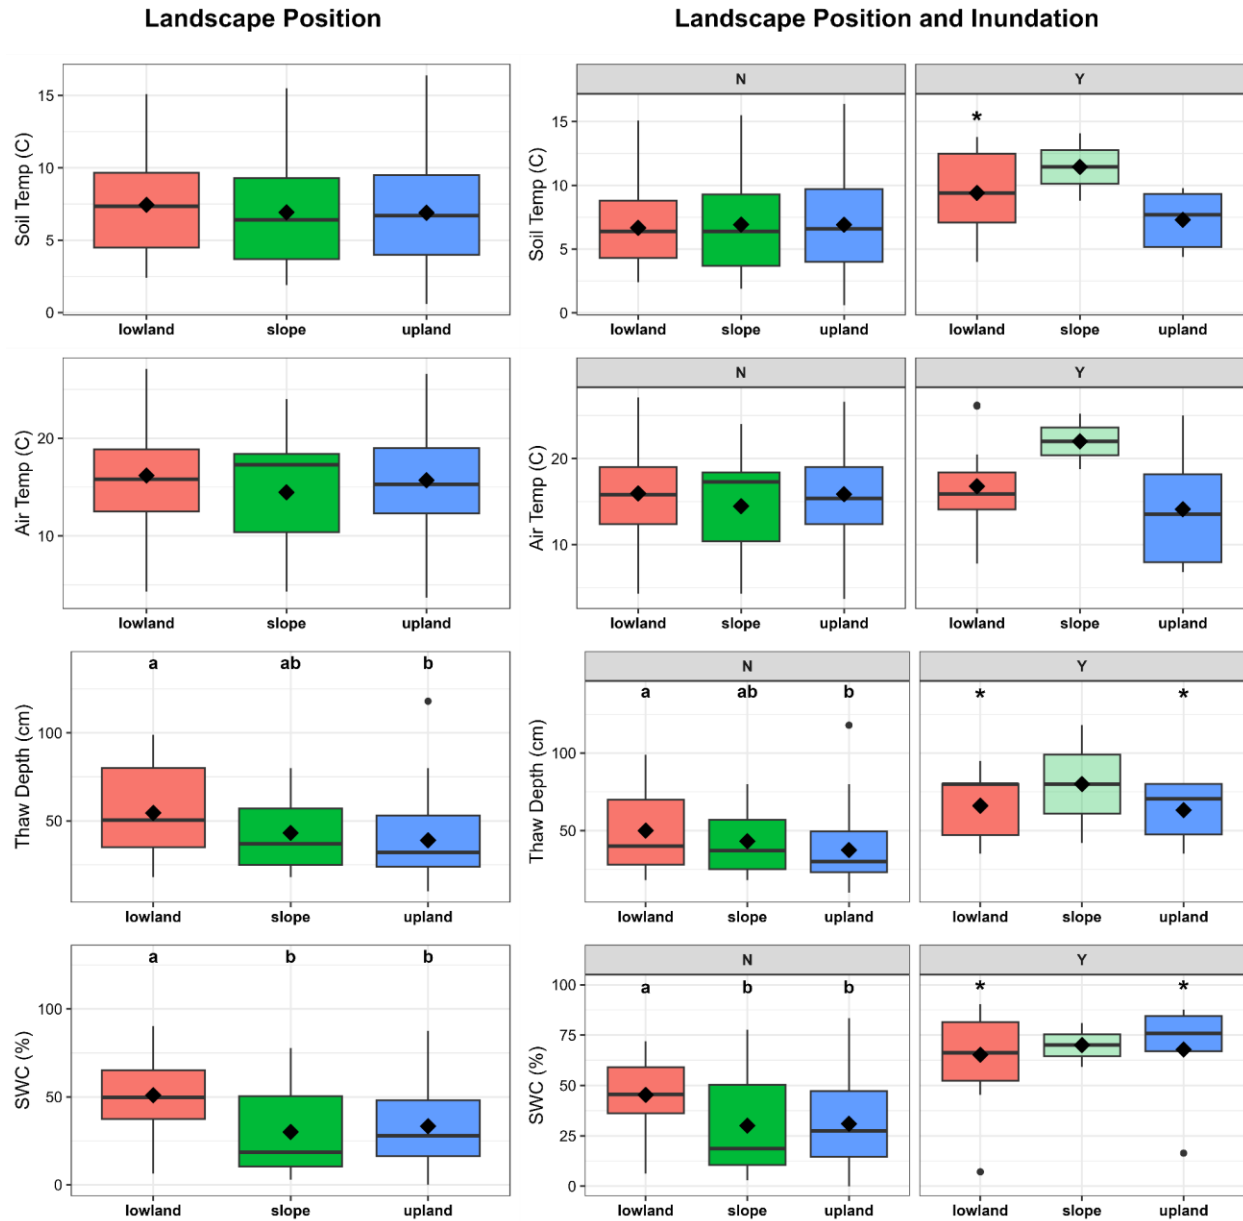 Landscape Position
Landscape Position and Inundation
Soil Temp (C)
15
10
5
0
lowland slope upland
Soil Temp (C)
N Y
15
10
5
0
*
lowland slope upland lowland slope upland
Air Temp (C)
20
10
lowland slope upland
Air Temp (C)
N Y
20
10
lowland slope upland lowland slope upland
Thaw Depth (cm)
a ab b
100
50
lowland slope upland
Thaw Depth (cm)
N Y
a ab b * *
100
50
lowland slope upland lowland slope upland
SWC (%)
a b b
100
50
0
lowland slope upland
SWC (%)
N Y
a b b * *
100
75
50
25
0
lowland slope upland lowland slope upland